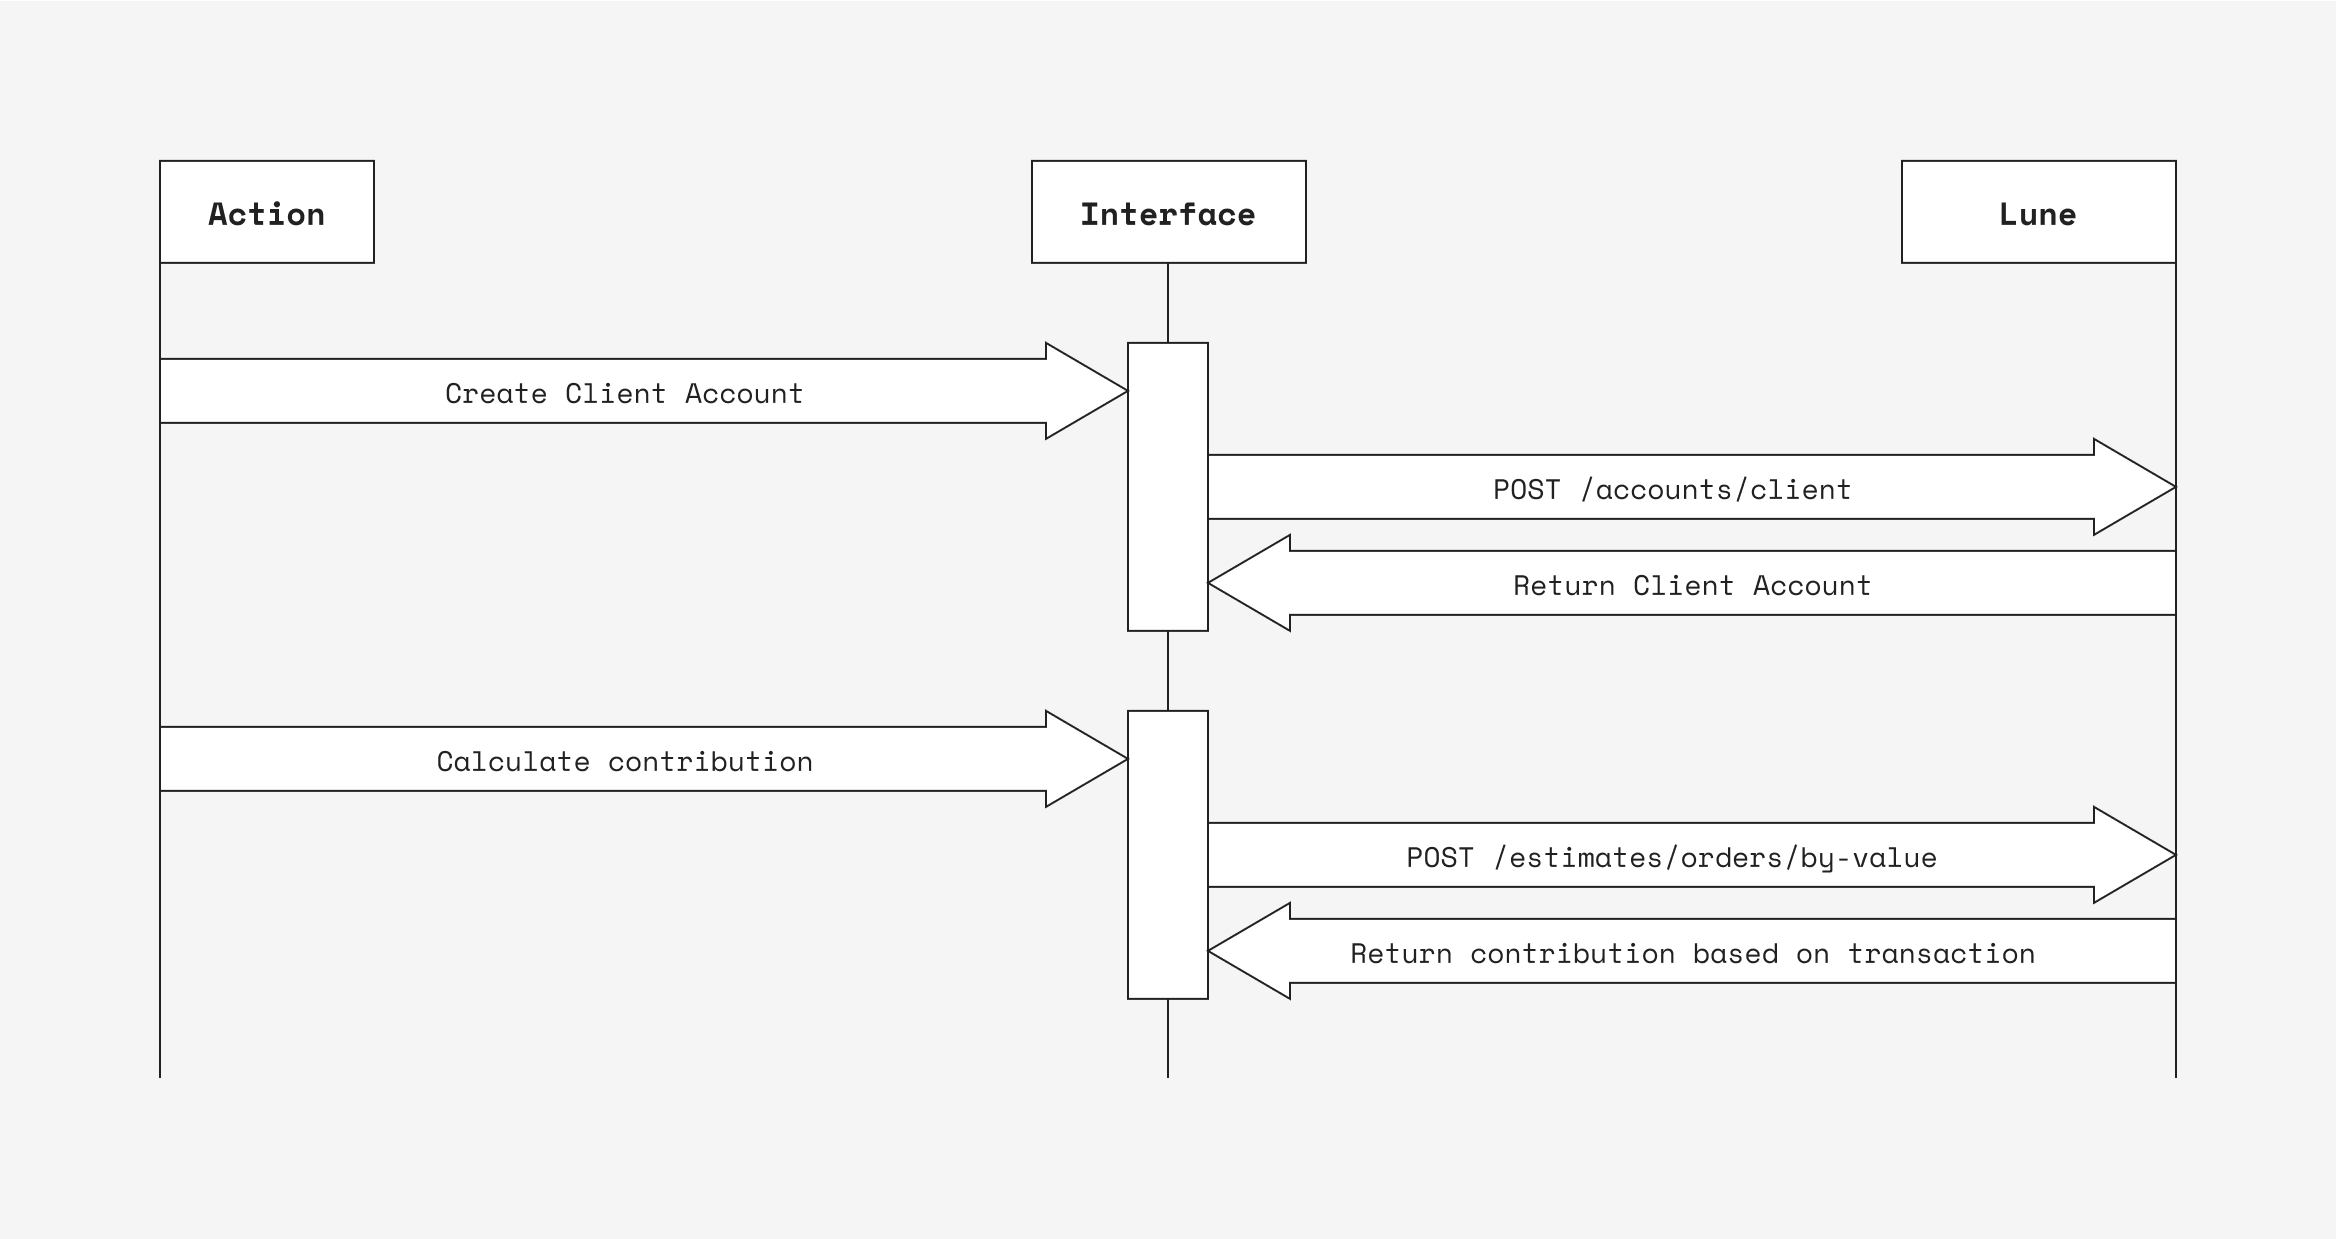 Action
Interface
Lune
Create Client Account
POST /accounts/client
Return Client Account
Calculate contribution
POST /estimates/orders/by-value
Return contribution based on transaction